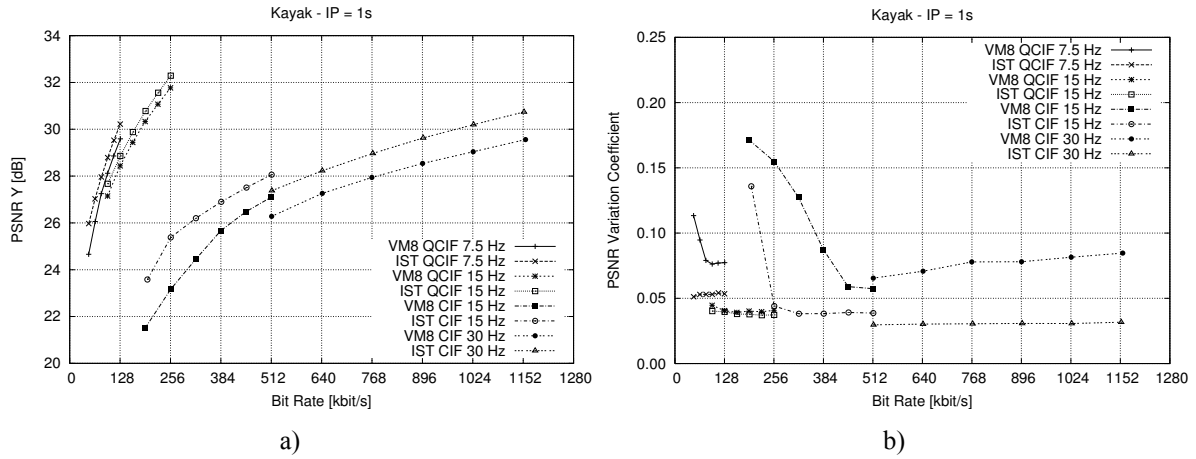 Kayak - IP = 1s
PSNR Y [dB]
34
32
30
28
26
24
22
20
VM8 QCIF 7.5 Hz
IST QCIF 7.5 Hz
VM8 QCIF 15 Hz
IST QCIF 15 Hz
VM8 CIF 15 Hz
IST CIF 15 Hz
VM8 CIF 30 Hz
IST CIF 30 Hz
0 128 256 384 512 640 768 896 1024 1152 1280
Bit Rate [kbit/s]
a)
Kayak - IP = 1s
PSNR Variation Coefficient
0.25
0.20
0.15
0.10
0.05
0.00
VM8 QCIF 7.5 Hz
IST QCIF 7.5 Hz
VM8 QCIF 15 Hz
IST QCIF 15 Hz
VM8 CIF 15 Hz
IST CIF 15 Hz
VM8 CIF 30 Hz
IST CIF 30 Hz
0 128 256 384 512 640 768 896 1024 1152 1280
Bit Rate [kbit/s]
b)